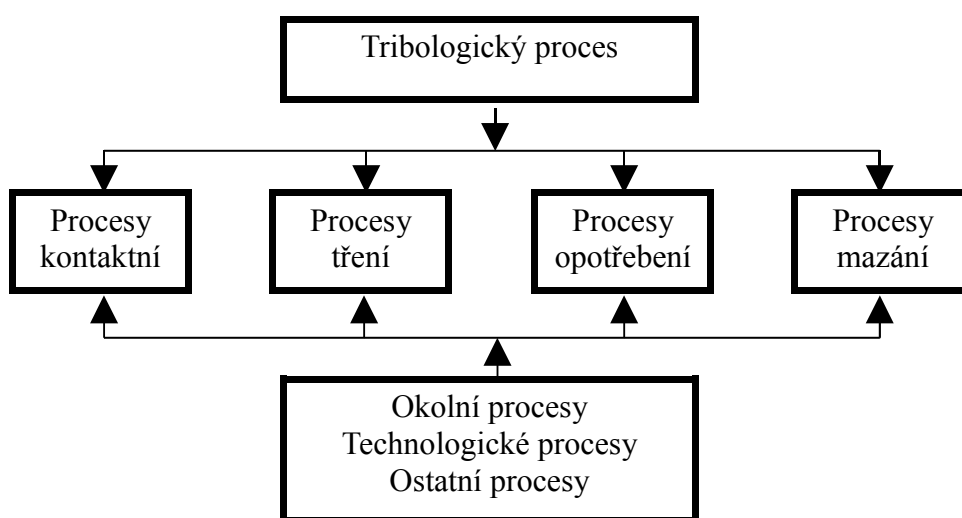 Tribologický proces
Procesy
kontaktní
Procesy
tření
Procesy
opotřebení
Procesy
mazání
Okolní procesy
Technologické procesy
Ostatní procesy